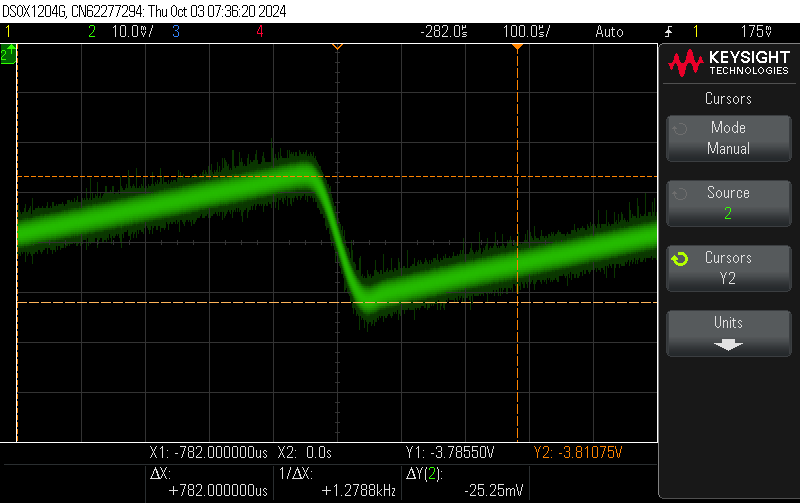 DSOX1204G, CN62277294: Thu Oct 03 07:36:20 2024
1 2 10.0V/ 3 4 -282.0s 100.0s/ Auto 1 175V
2
KEYSIGHT
TECHNOLOGIES
Cursors
Mode
Manual
Source
2
Cursors
Y2
Units
X1: -782.000000us X2: 0.0s Y1: -3.78550V Y2: -3.81075V
ΔX: 1/ΔX: ΔY(2):
+782.000000us +1.2788kHz -25.25mV